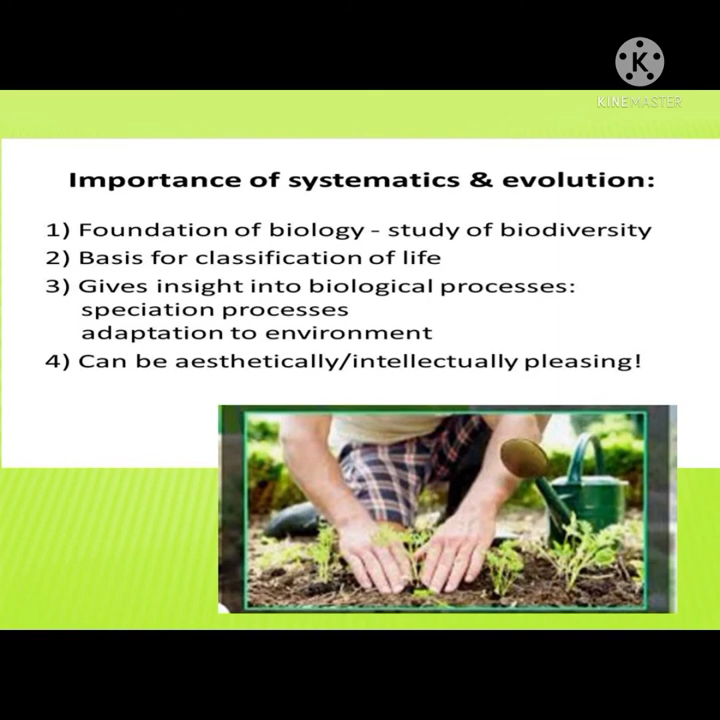 K
KINEMASTER
Importance of systematics & evolution:
1) Foundation of biology - study of biodiversity
2) Basis for classification of life
3) Gives insight into biological processes:
speciation processes
adaptation to environment
4) Can be aesthetically/intellectually pleasing!